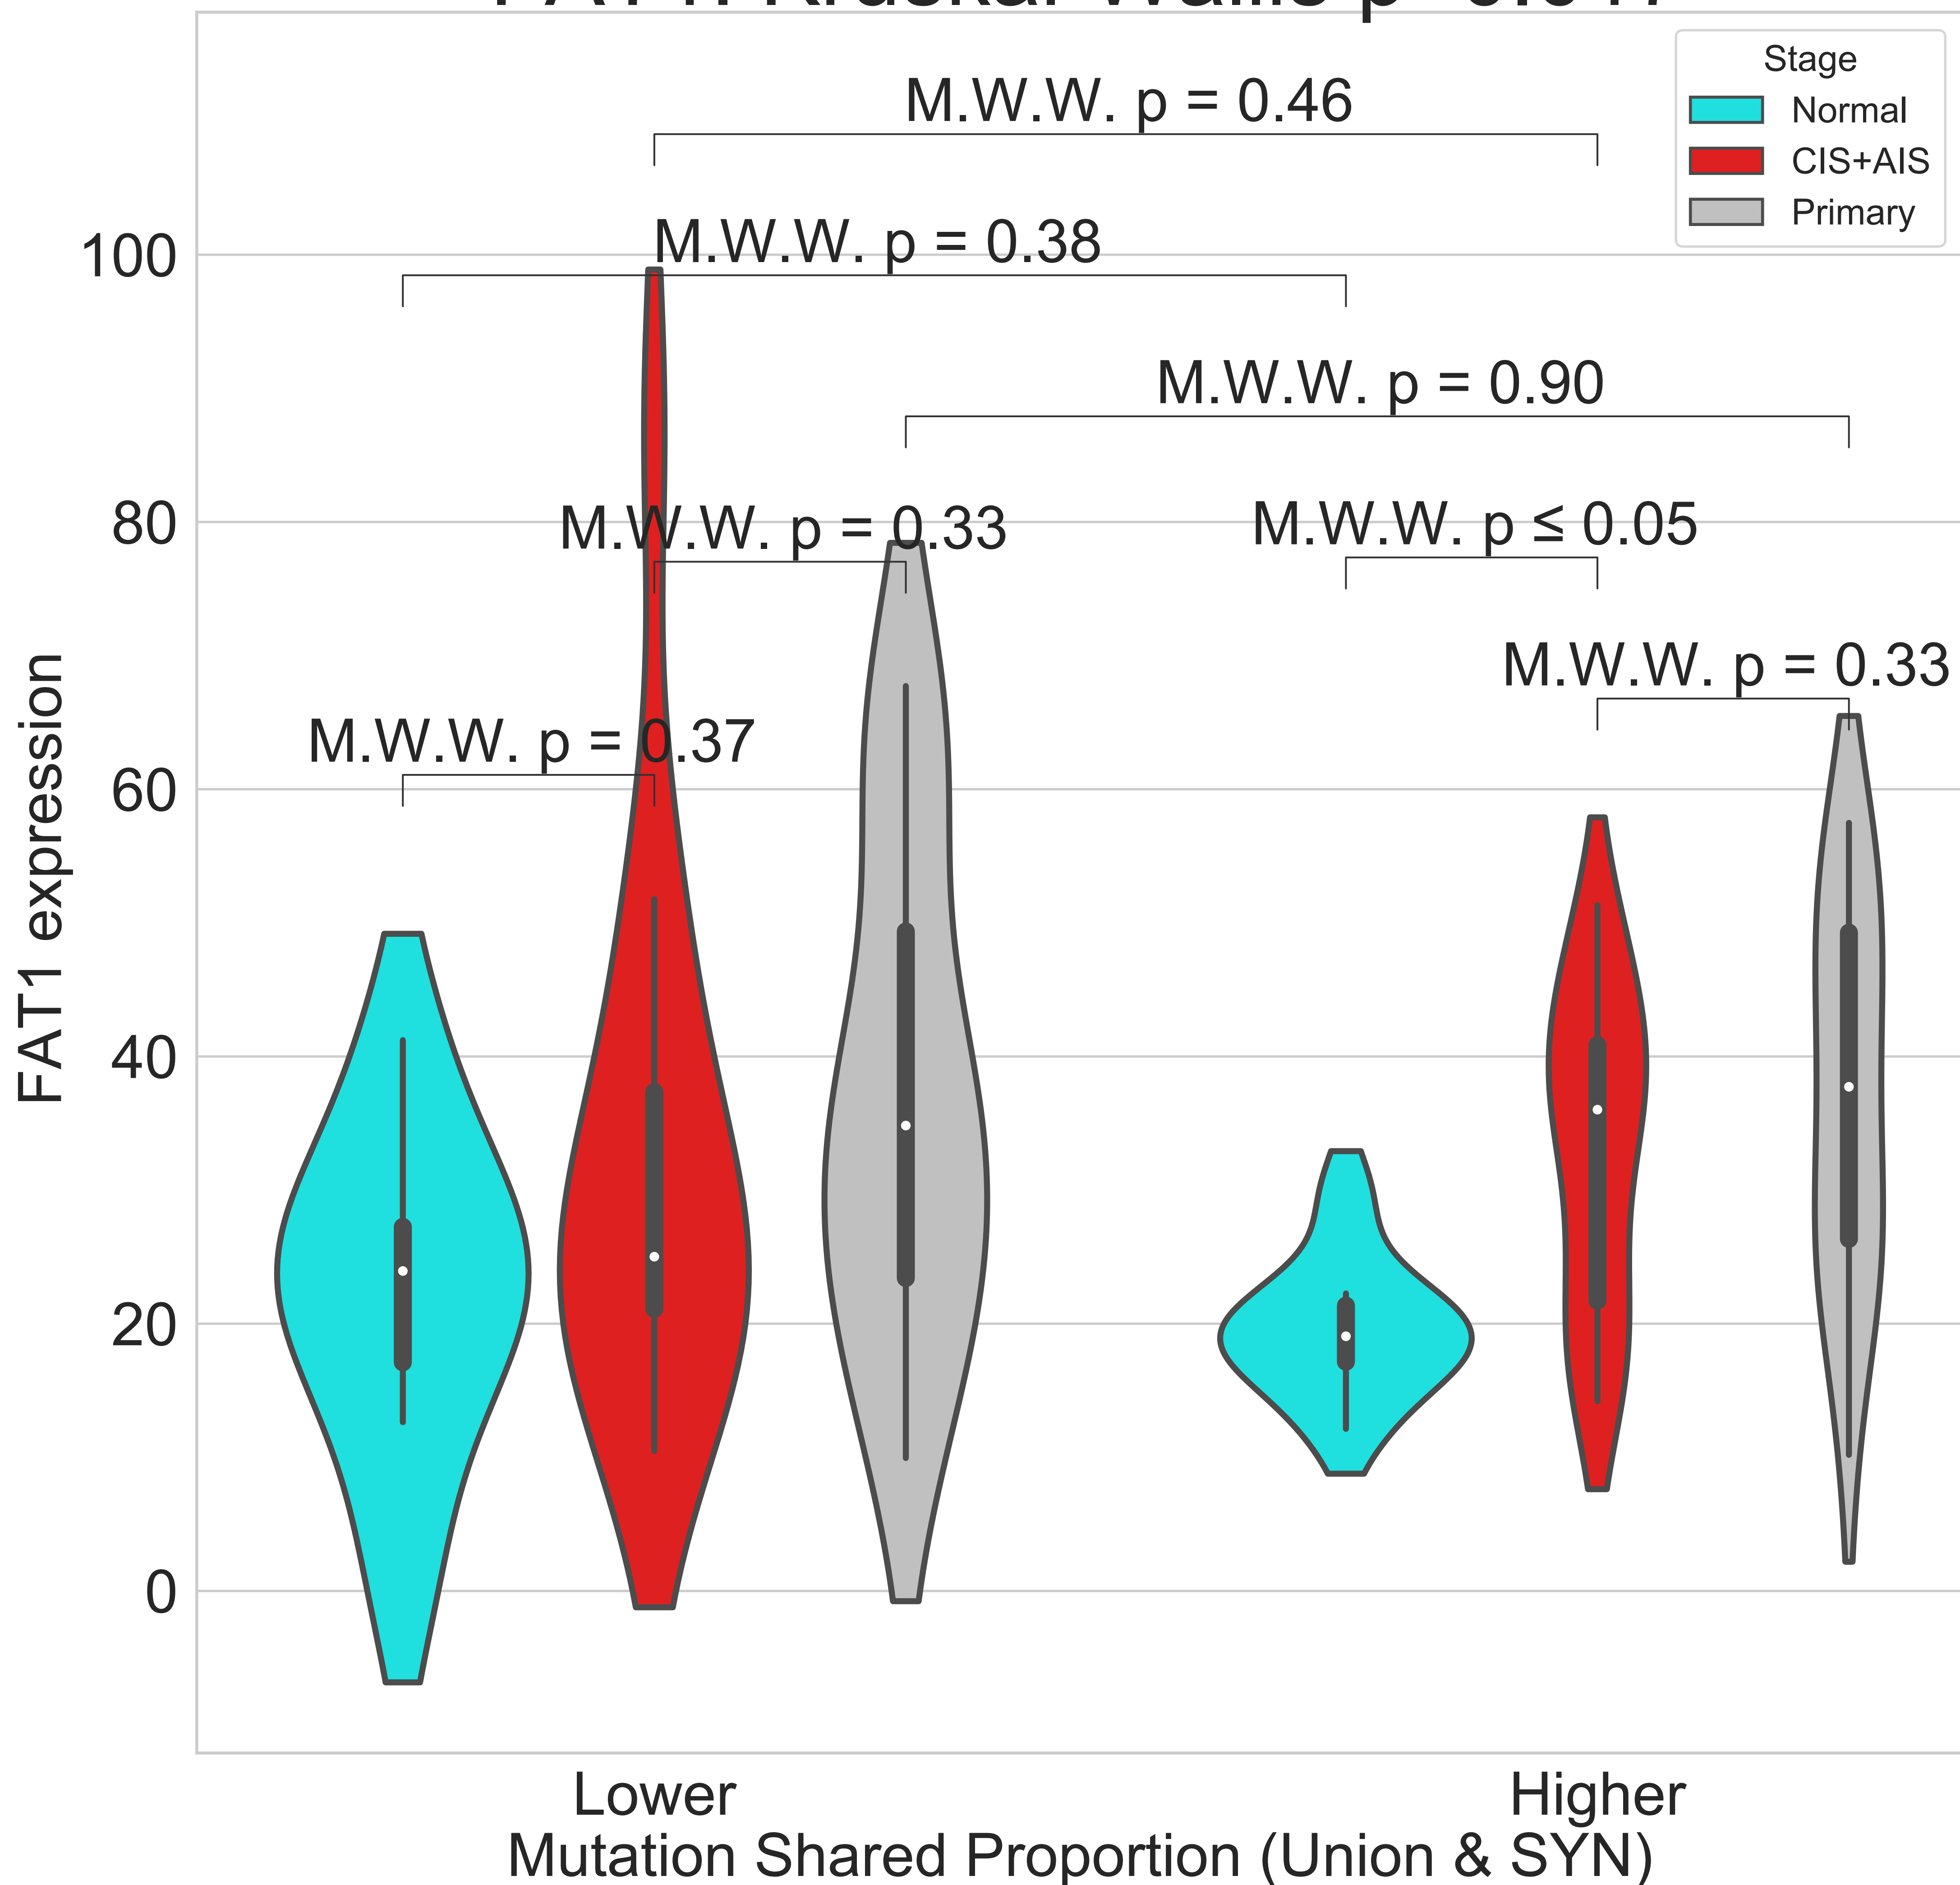 Stage
Normal
CIS+AIS
Primary
M.W.W. p = 0.46
M.W.W. p = 0.38
M.W.W. p = 0.90
M.W.W. p = 0.33
M.W.W. p ≤ 0.05
M.W.W. p = 0.33
M.W.W. p = 0.37
100
80
60
40
20
0
FAT1 expression
Lower
Higher
Mutation Shared Proportion (Union & SYN)